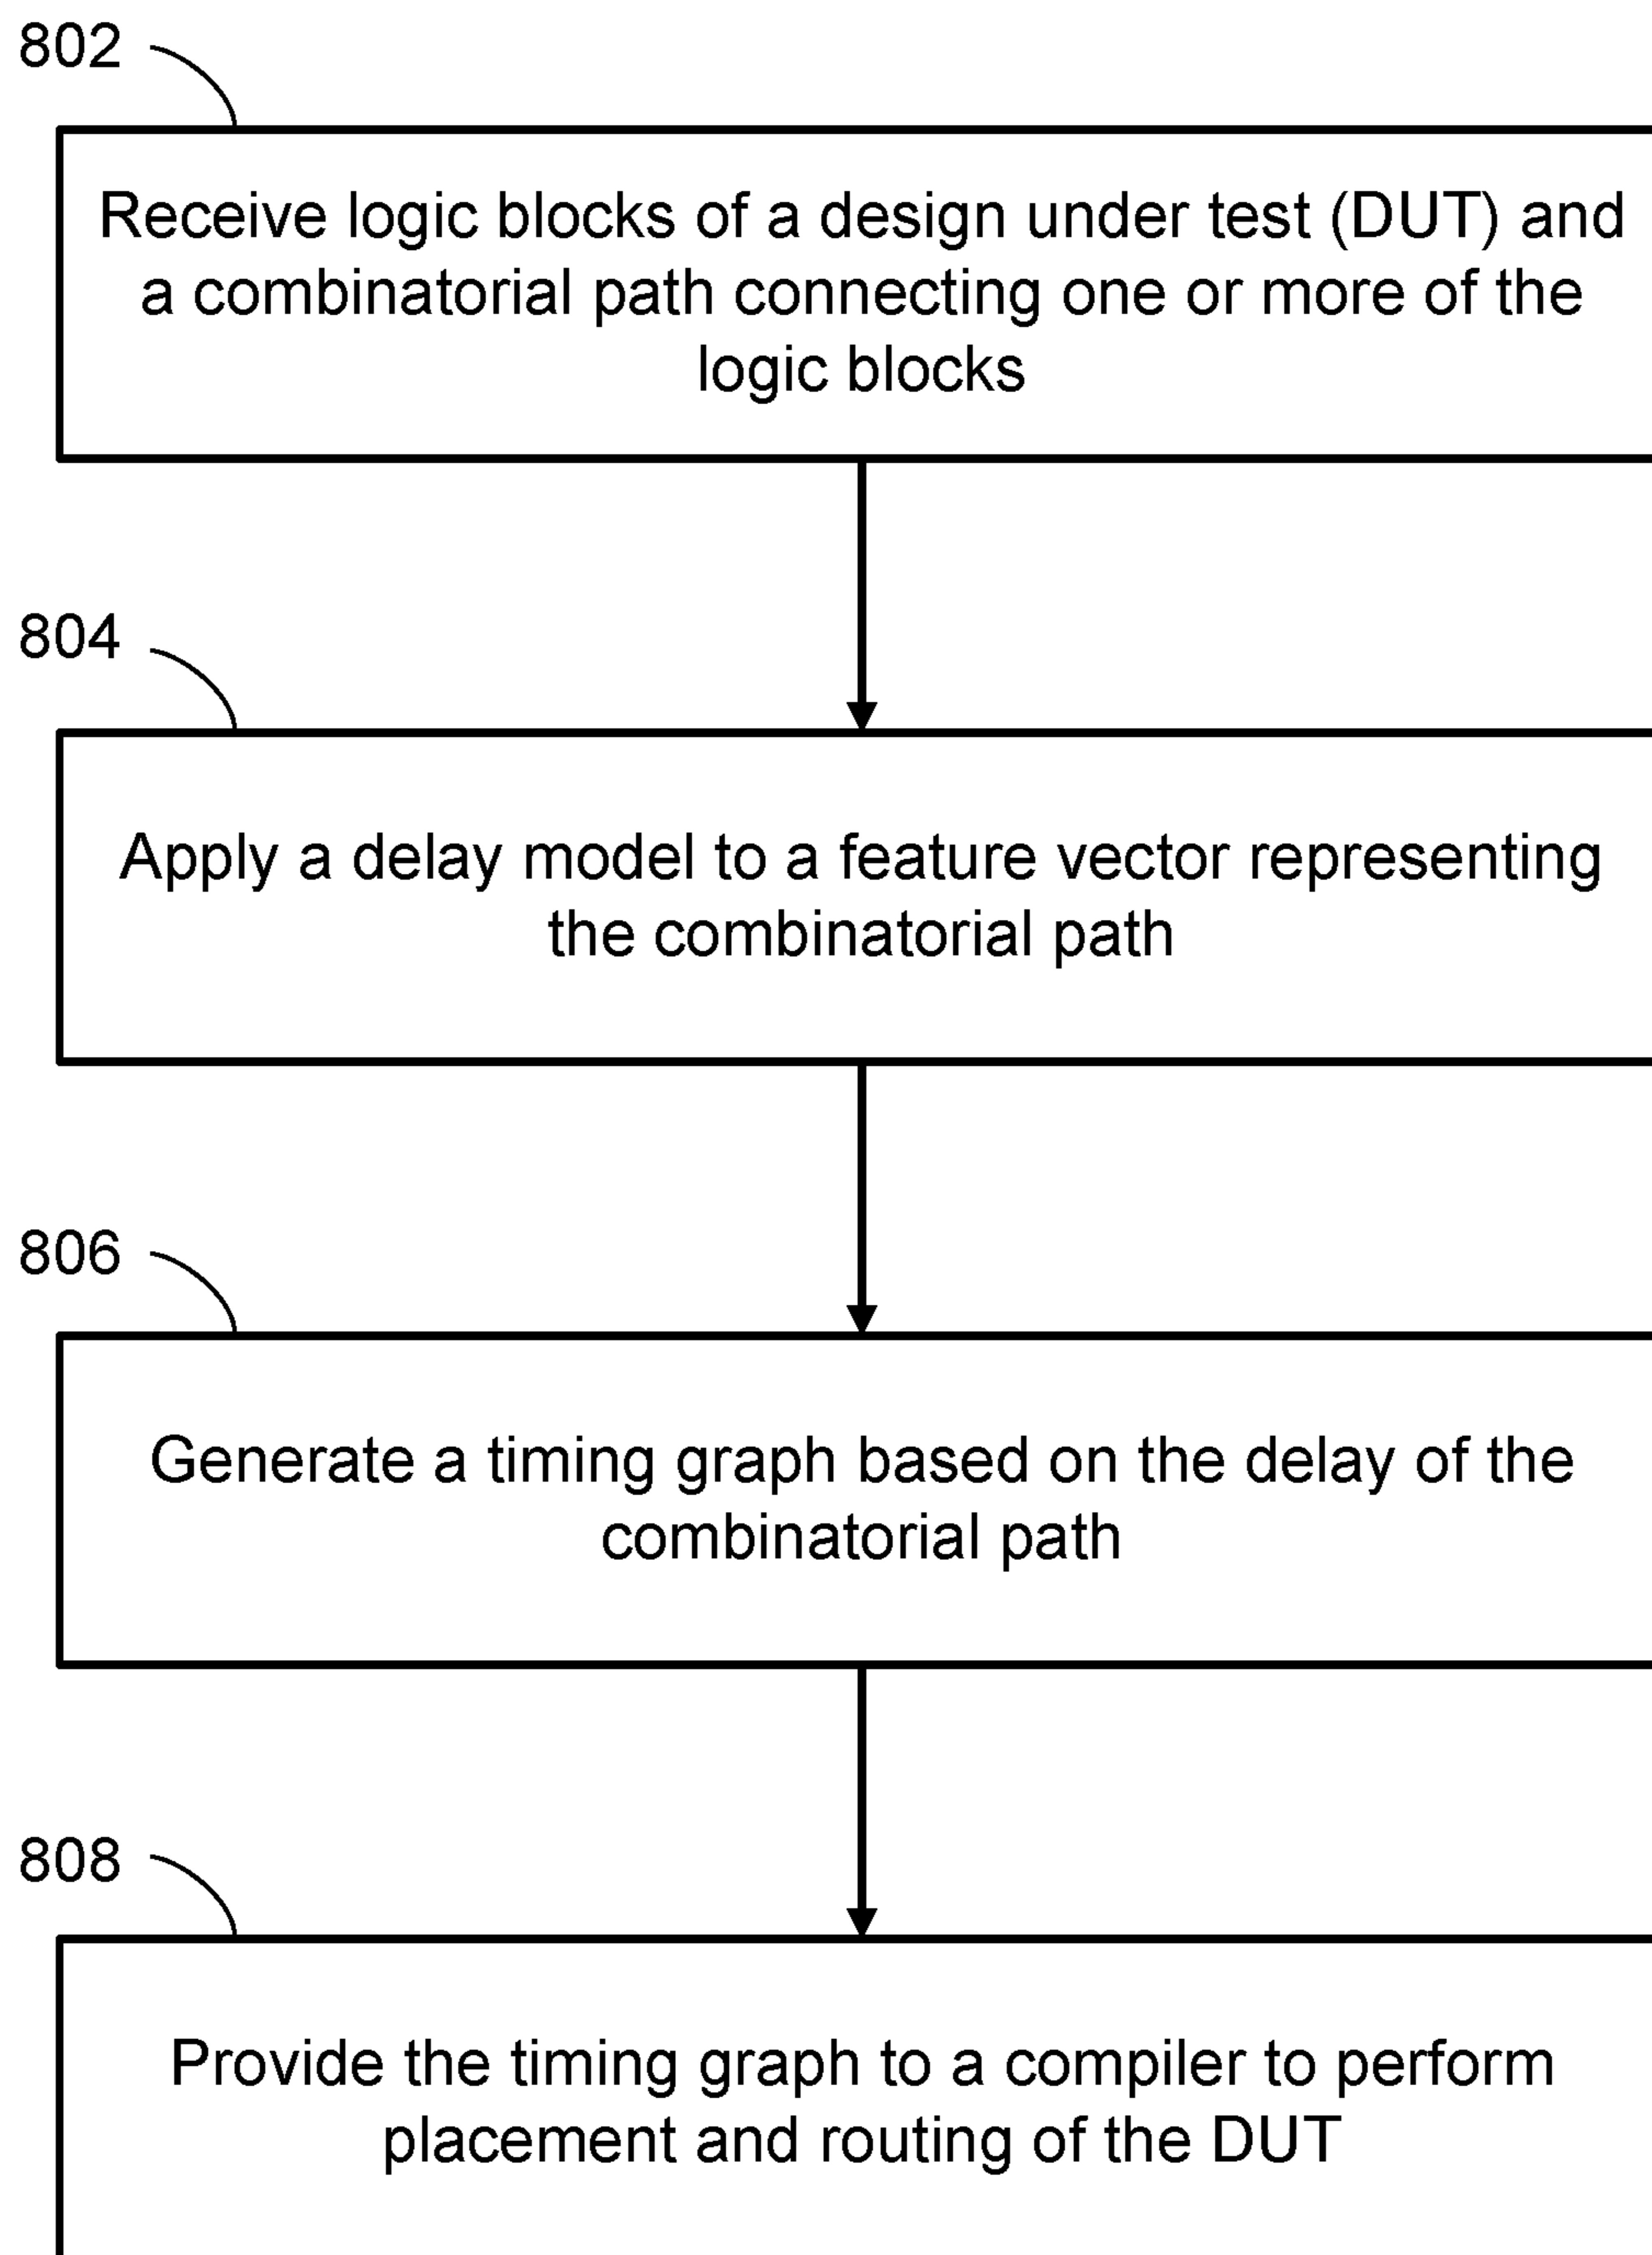 802
Receive logic blocks of a design under test (DUT) and
a combinatorial path connecting one or more of the
logic blocks
804
Apply a delay model to a feature vector representing
the combinatorial path
806
Generate a timing graph based on the delay of the
combinatorial path
808
Provide the timing graph to a compiler to perform
placement and routing of the DUT